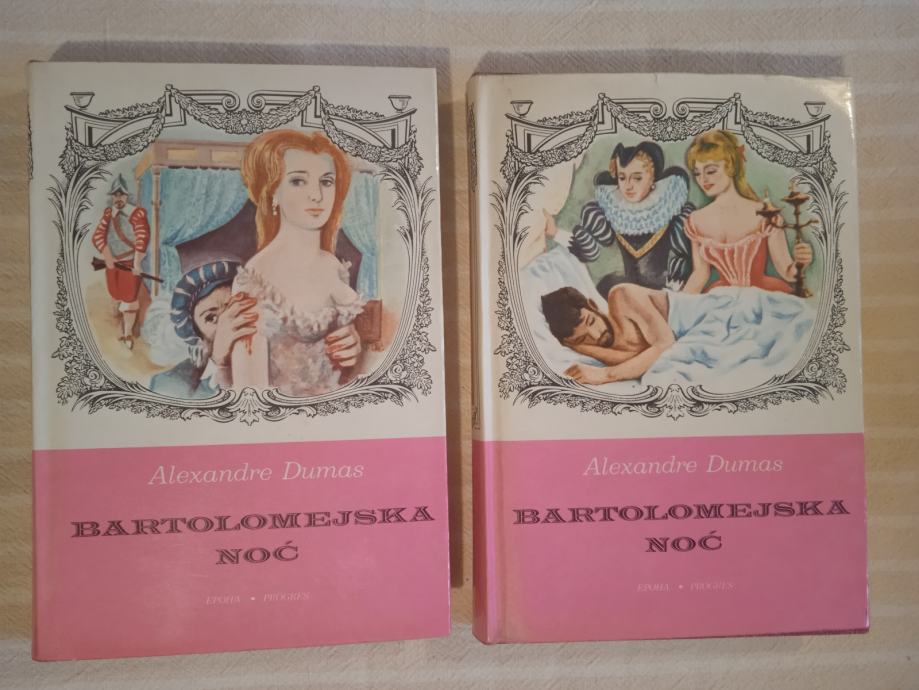 Alexandre Dumas
BARTOLOMEJSKA
NOĆ
EPOHA • PROGRES
Alexandre Dumas
BARTOLOMEJSKA
NOĆ
EPOHA • PROGRES